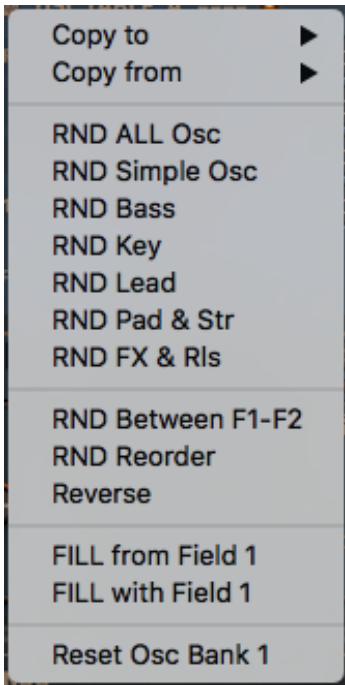 Copy to
Copy from
RND ALL Osc
RND Simple Osc
RND Bass
RND Key
RND Lead
RND Pad & Str
RND FX & Rls
RND Between F1-F2
RND Reorder
Reverse
FILL from Field 1
FILL with Field 1
Reset Osc Bank 1